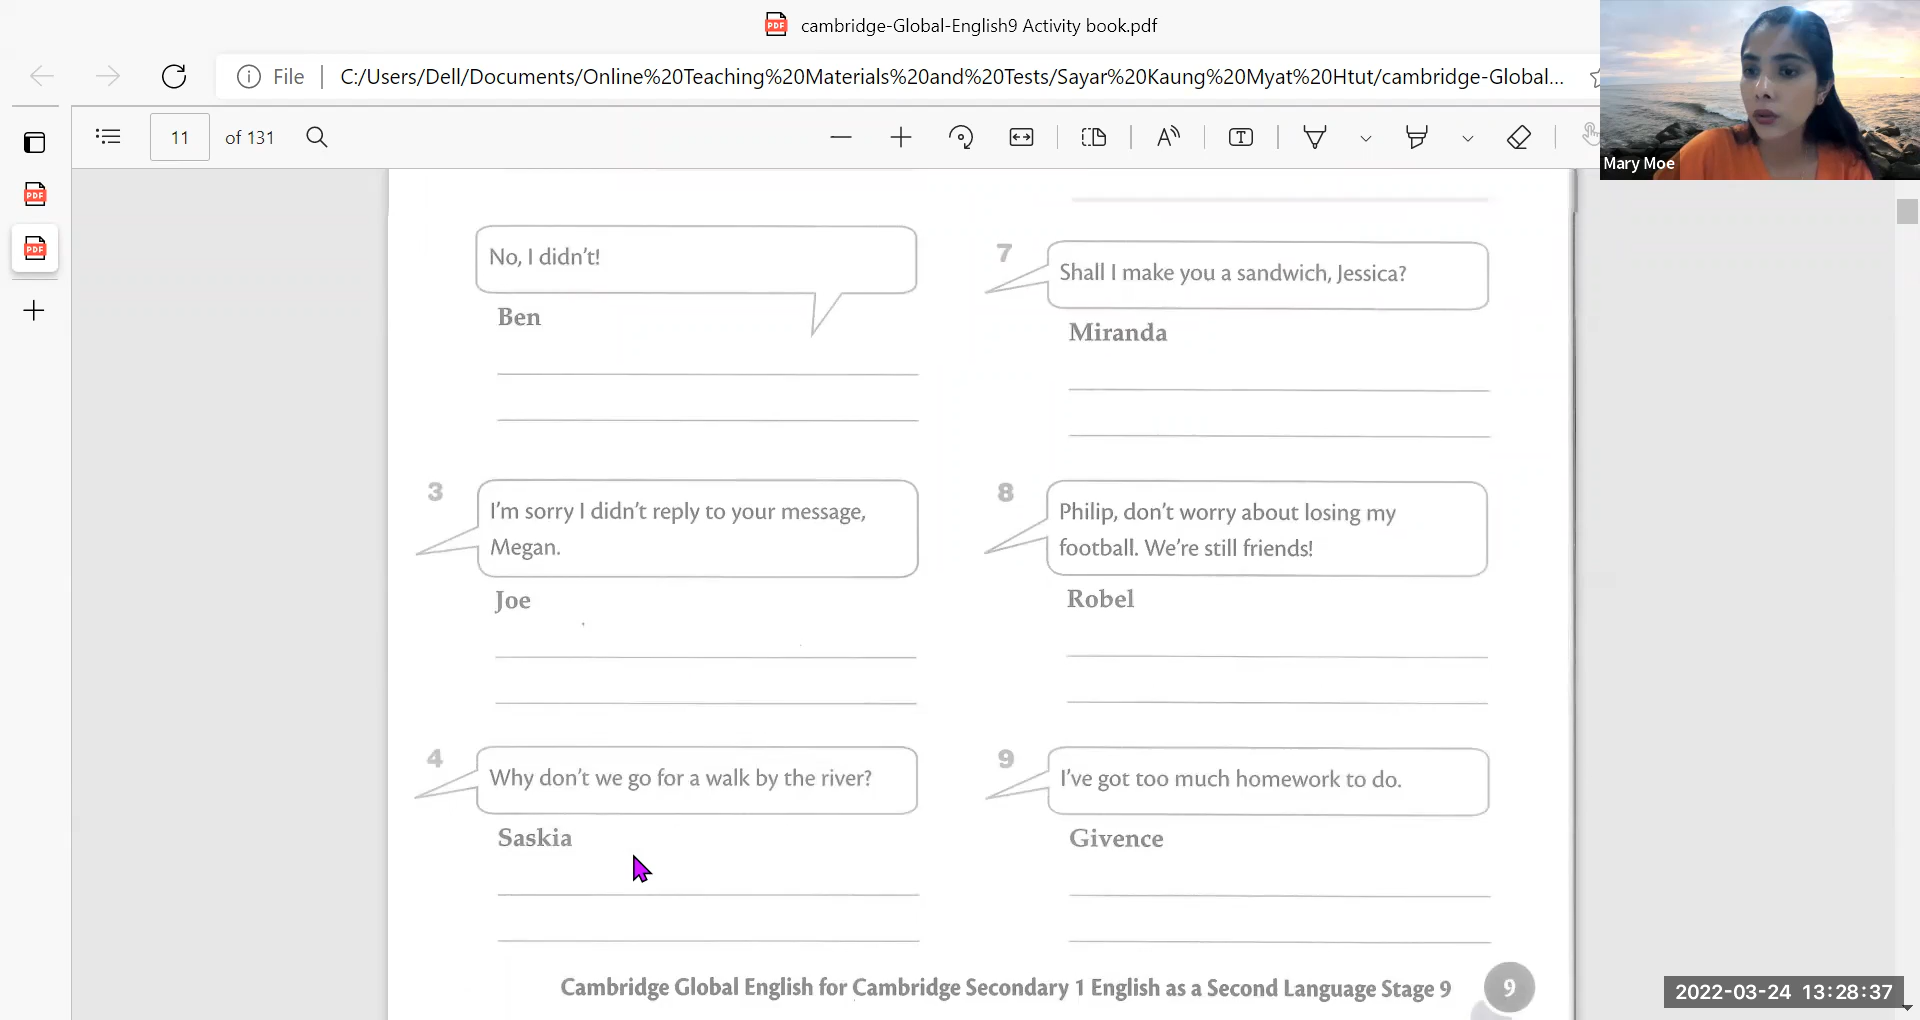 cambridge-Global-English9 Activity book.pdf
File
C:/Users/Dell/Documents/Online%20Teaching%20Materials%20and%20Tests/Sayar%20Kaung%20Myat%20Htut/cambridge-Global...
Mary Moe
11 of 131
No, I didn't!
Ben
3
I'm sorry I didn't reply to your message,
Megan.
Joe
4
Why don't we go for a walk by the river?
Saskia
7
Shall I make you a sandwich, Jessica?
Miranda
8
Philip, don't worry about losing my
football. We're still friends!
Robel
9
I've got too much homework to do.
Givence
Cambridge Global English for Cambridge Secondary 1 English as a Second Language Stage 9
9
2022-03-24 13:28:37